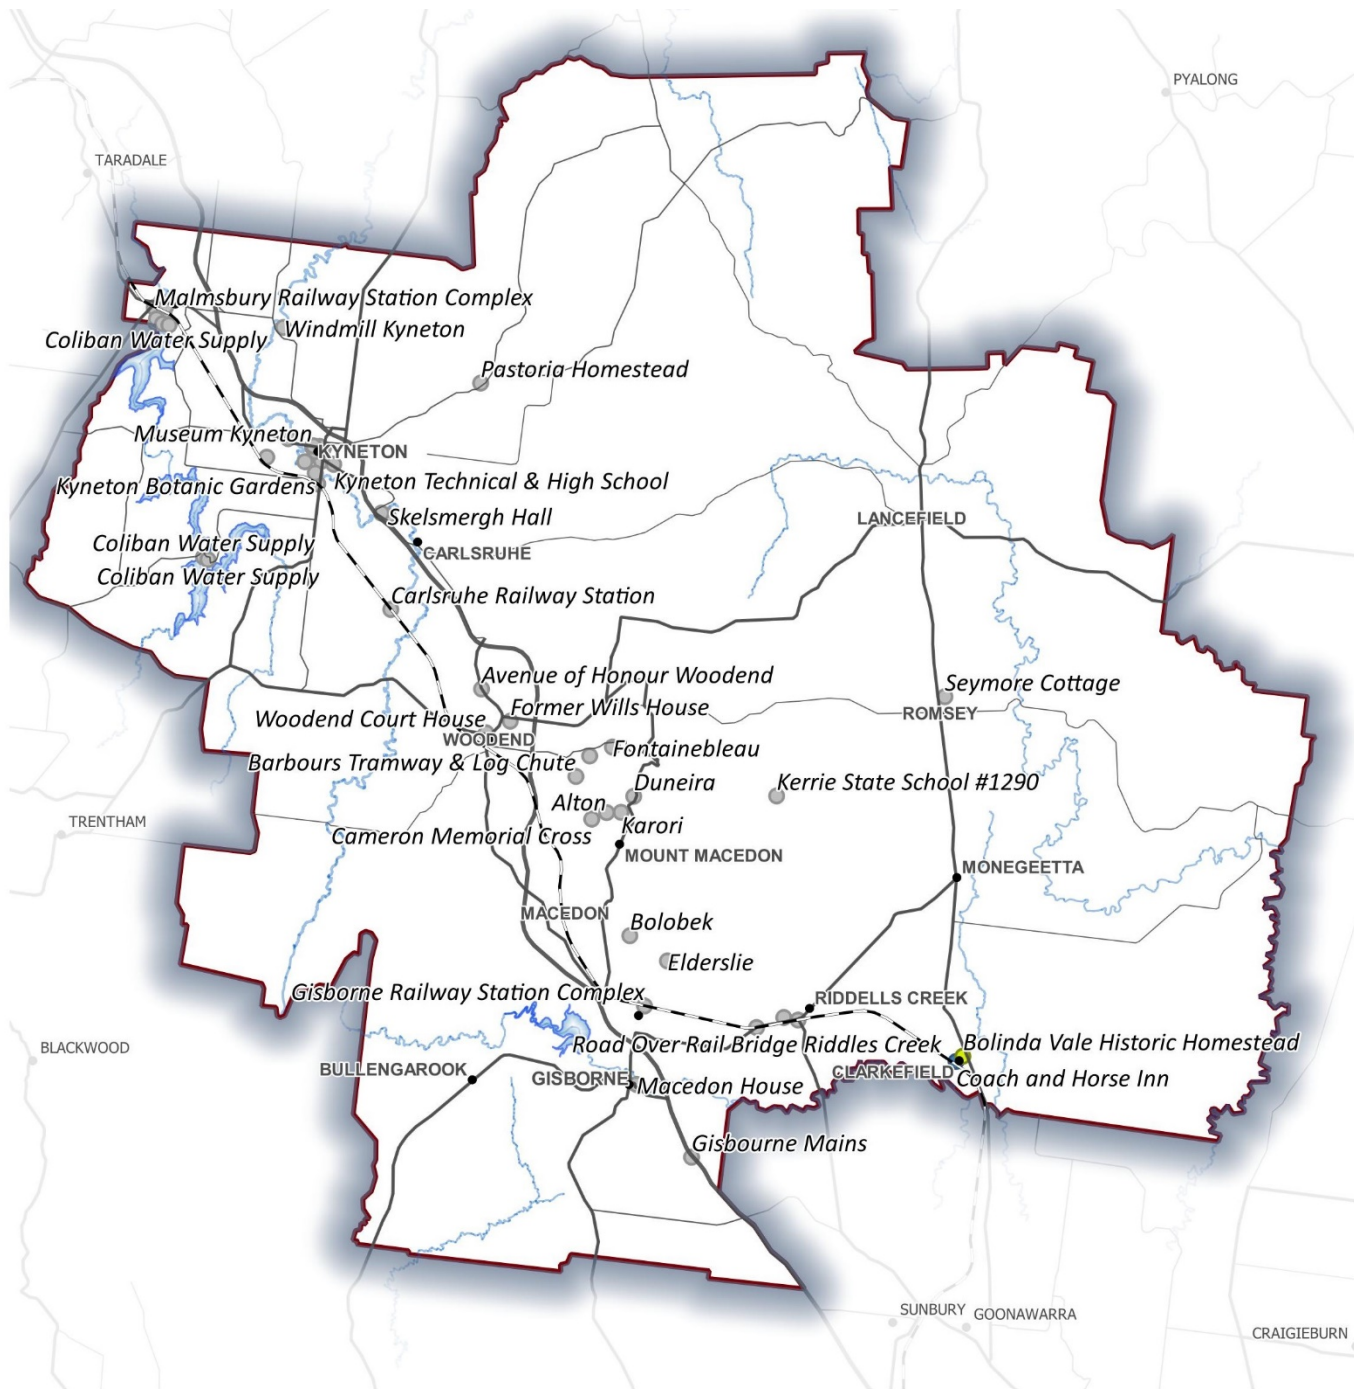 PYALONG
TARADALE
Malmsbury Railway Station Complex
Windmill Kyneton
Coliban Water Supply
Pastoria Homestead
Museum Kyneton
KYNETON
Kyneton Technical & High School
Kyneton Botanic Gardens
Skelsmergh Hall
LANCEFIELD
Coliban Water Supply
CARLSRUHE
Coliban Water Supply
Carlsruhe Railway Station
Avenue of Honour Woodend
Seymore Cottage
Former Wills House
ROMSEY
Woodend Court House
WOODEND
Fontainebleau
Barbours Tramway & Log Chute
Duneira
Kerrie State School #1290
Alton
TRENTHAM
Karori
Cameron Memorial Cross
MOUNT MACEDON
MONEGEETTA
MACEDON
Bolobek
Elderslie
Gisborne Railway Station Complex
RIDDELLS CREEK
Road Over Rail Bridge Riddles Creek
Bolinda Vale Historic Homestead
BLACKWOOD
BULLENGAROOK
CLARKEFIELD
GISBORNE
Coach and Horse Inn
Macedon House
Gisbourne Mains
SUNBURY
GOONAWARRA
CRAIGIEBURN